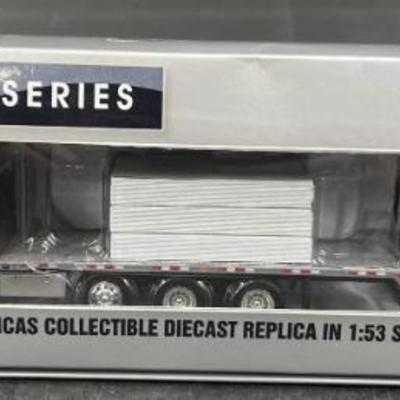 SERIES
ICAS COLLECTIBLE DIECAST REPLICA IN 1:53 S